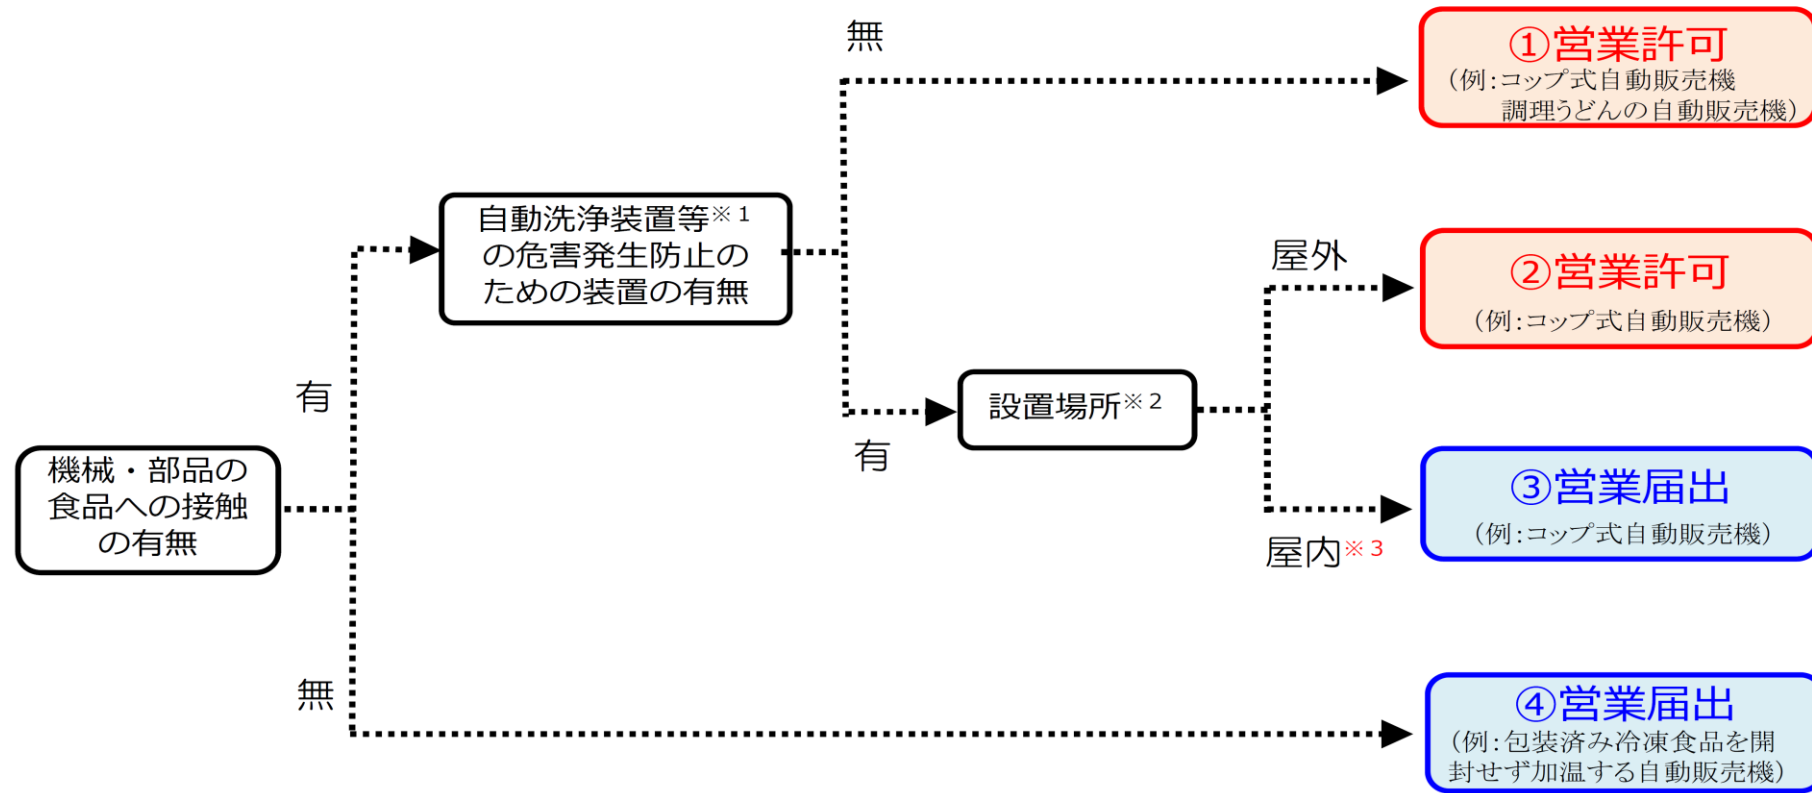 無
①営業許可
（例：コップ式自動販売機
調理うどんの自動販売機）
自動洗浄装置等※１
の危害発生防止の
ための装置の有無
屋外
②営業許可
（例：コップ式自動販売機）
有
設置場所※２
有
機械・部品の
食品への接触
の有無
③営業届出
（例：コップ式自動販売機）
屋内※３
無
④営業届出
（例：包装済み冷凍食品を開
封せず加温する自動販売機）